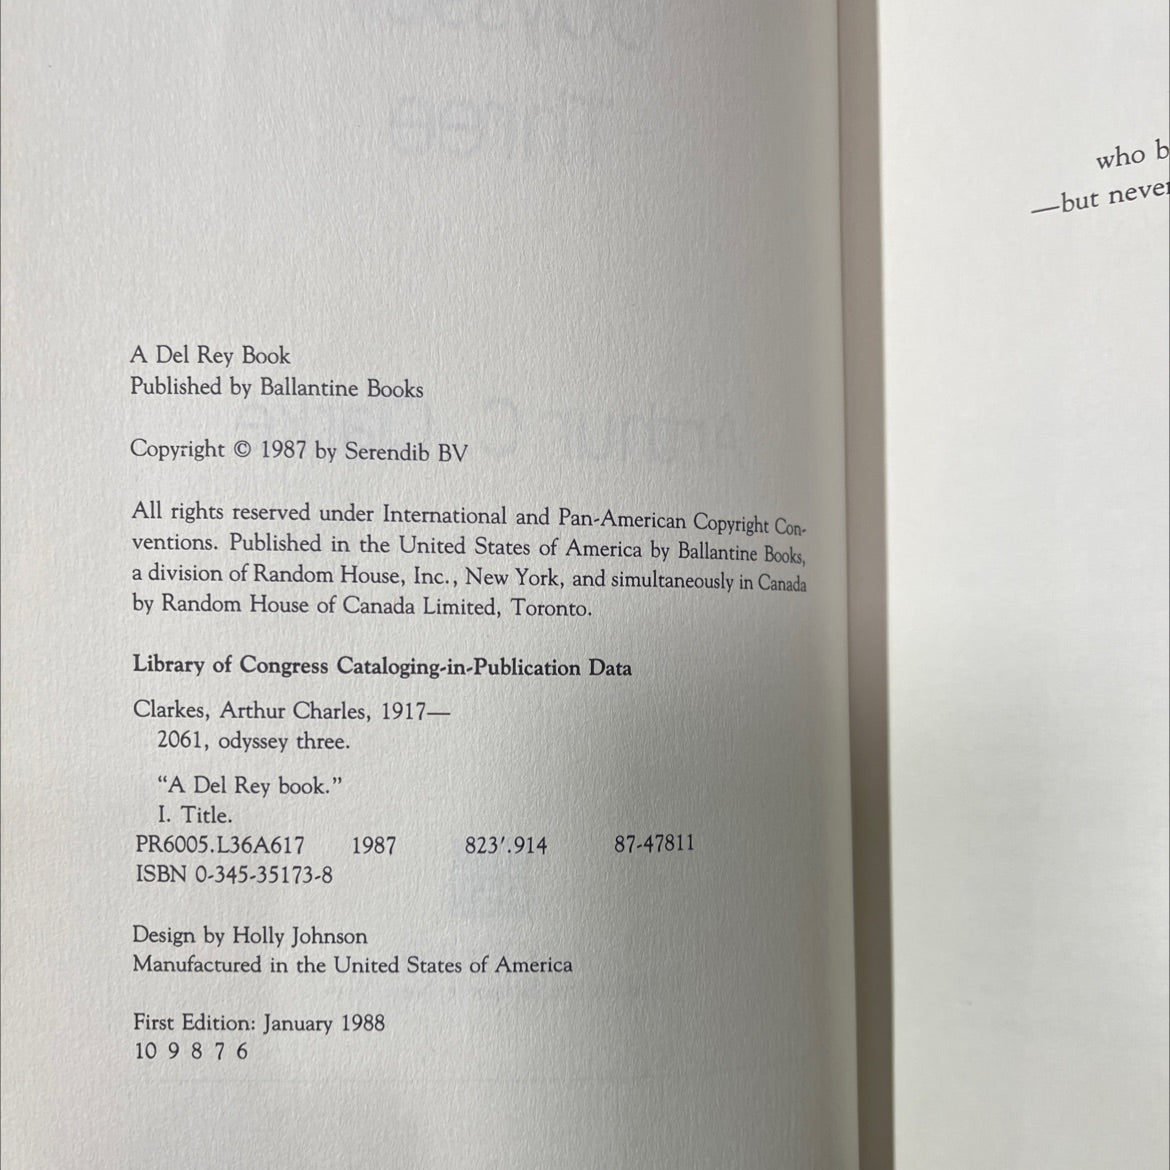 A Del Rey Book
Published by Ballantine Books
Copyright © 1987 by Serendib BV
All rights reserved under International and Pan-American Copyright Con-
ventions. Published in the United States of America by Ballantine Books,
a division of Random House, Inc., New York, and simultaneously in Canada
by Random House of Canada Limited, Toronto.
Library of Congress Cataloging-in-Publication Data
Clarkes, Arthur Charles, 1917—
2061, odyssey three.
"A Del Rey book."
I. Title.
PR6005.L36A617 1987 823′.914 87-47811
ISBN 0-345-35173-8
Design by Holly Johnson
Manufactured in the United States of America
First Edition: January 1988
10 9 8 7 6
who
—but